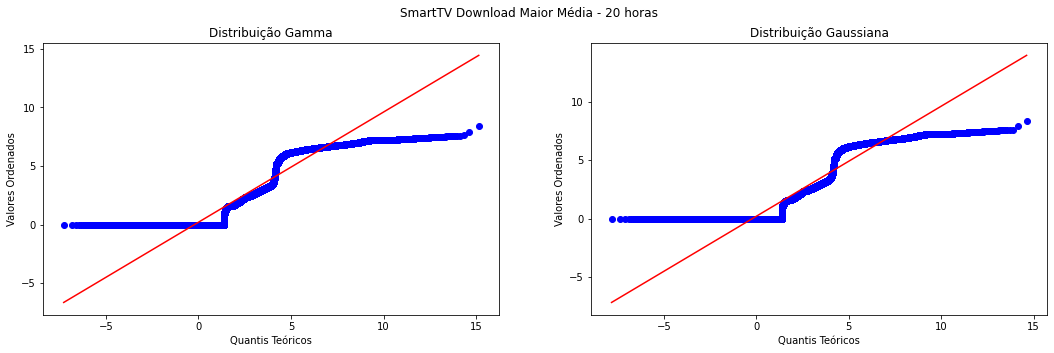 SmartTV Download Maior Média - 20 horas
Distribuição Gamma
Valores Ordenados
15
10
5
0
−5
−5
0
5
10
15
Quantis Teóricos
Distribuição Gaussiana
Valores Ordenados
10
5
0
−5
−5
0
5
10
15
Quantis Teóricos